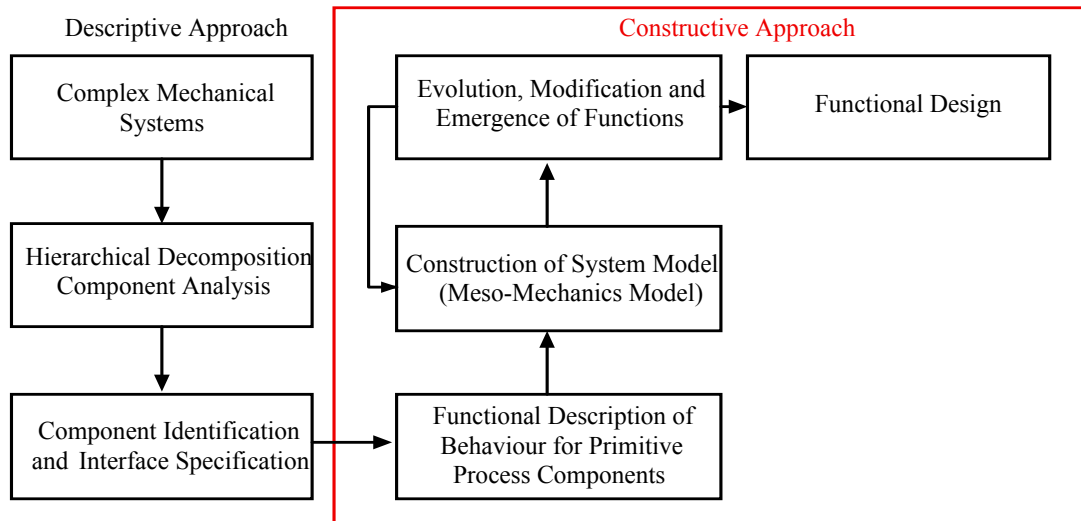 Descriptive Approach
Complex Mechanical
Systems
Hierarchical Decomposition
Component Analysis
Component Identification
and Interface Specification
Constructive Approach
Evolution, Modification and
Emergence of Functions
Functional Design
Construction of System Model
(Meso-Mechanics Model)
Functional Description of
Behaviour for Primitive
Process Components